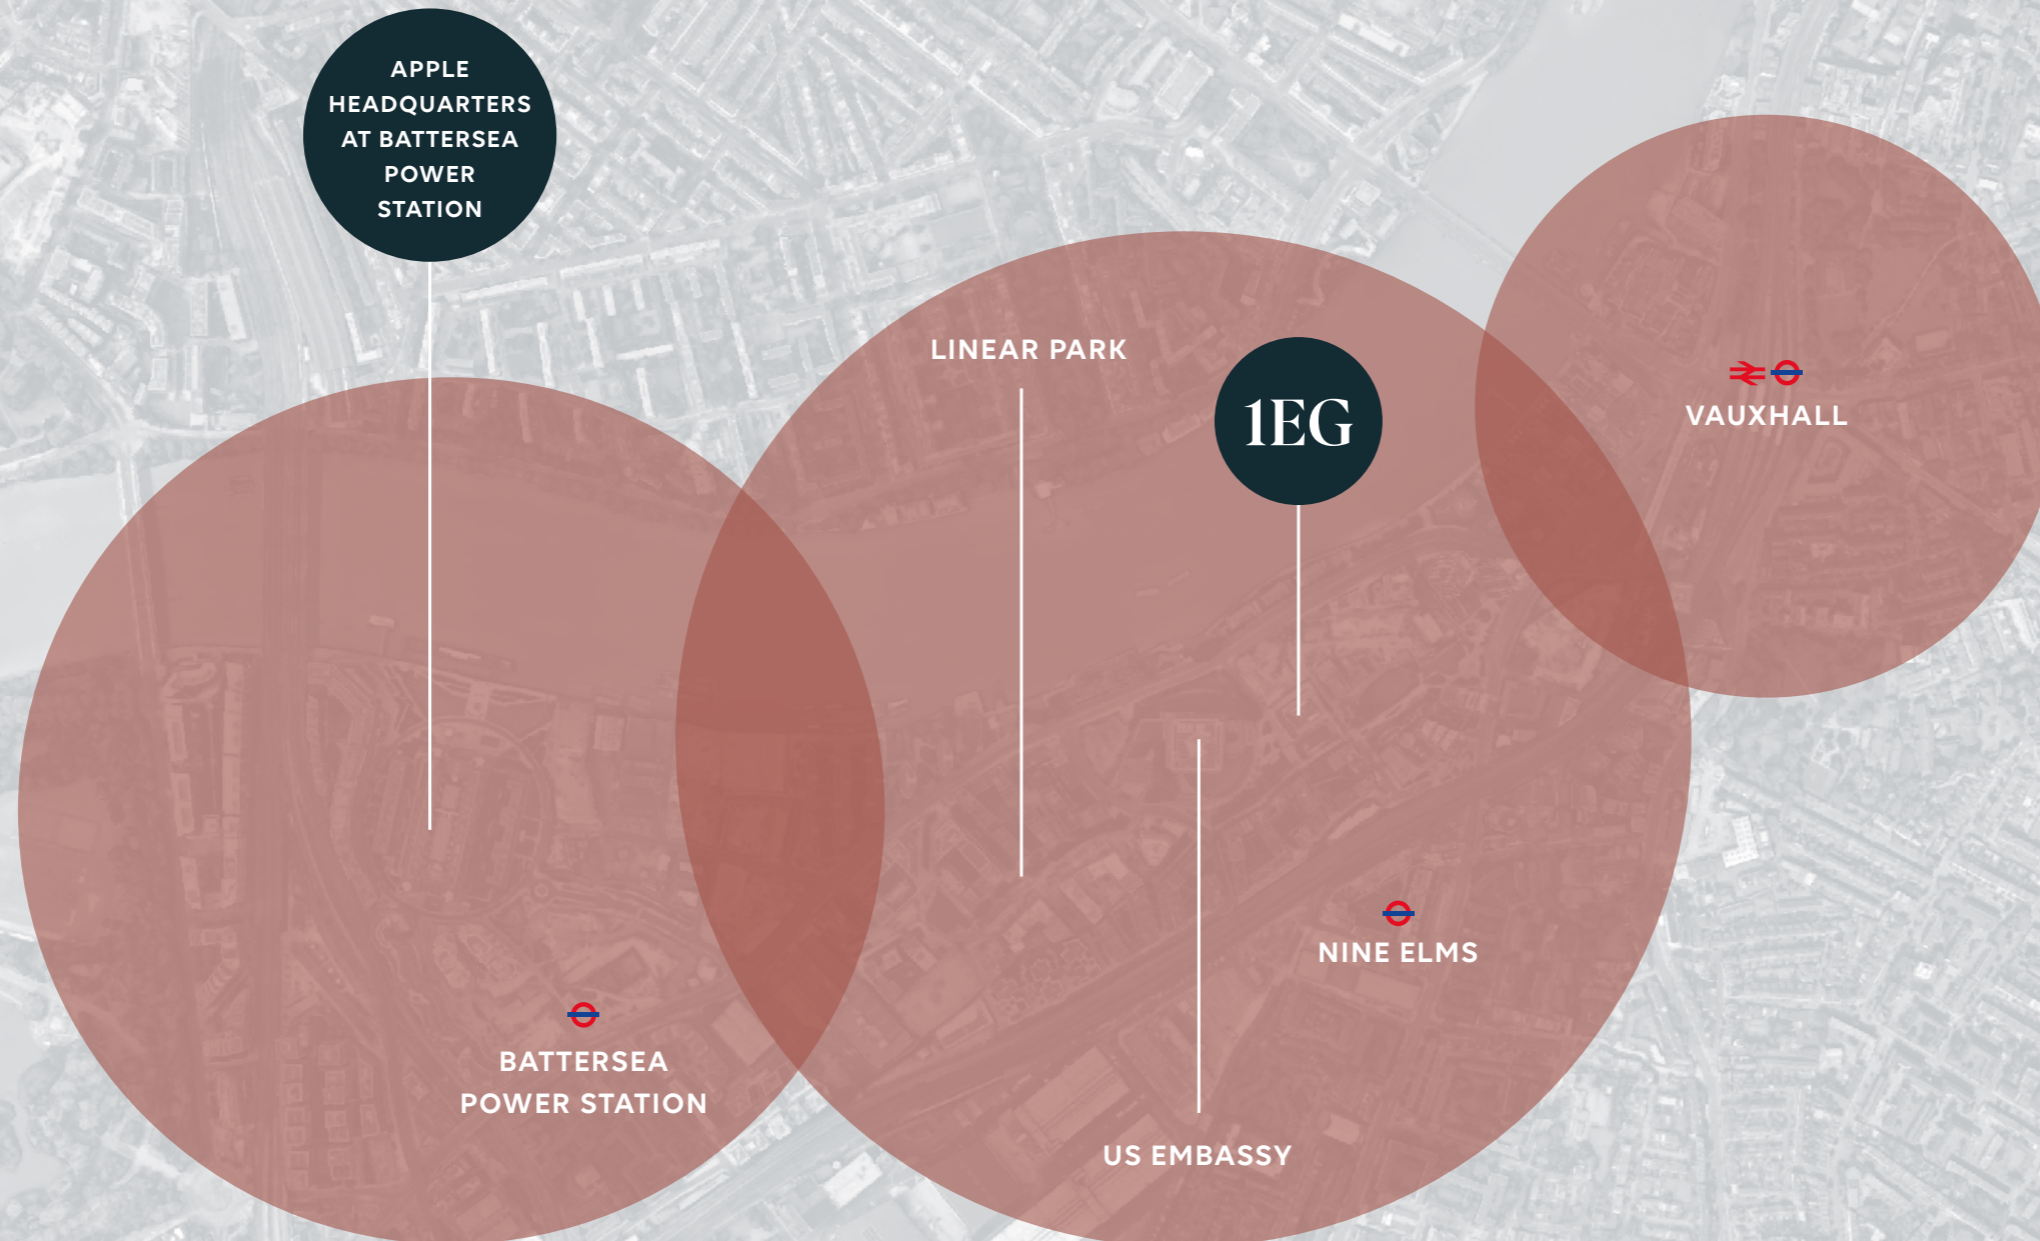 APPLE
HEADQUARTERS
AT BATTERSEA
POWER
STATION
LINEAR PARK
1EG
VAUXHALL
NINE ELMS
BATTERSEA
POWER STATION
US EMBASSY